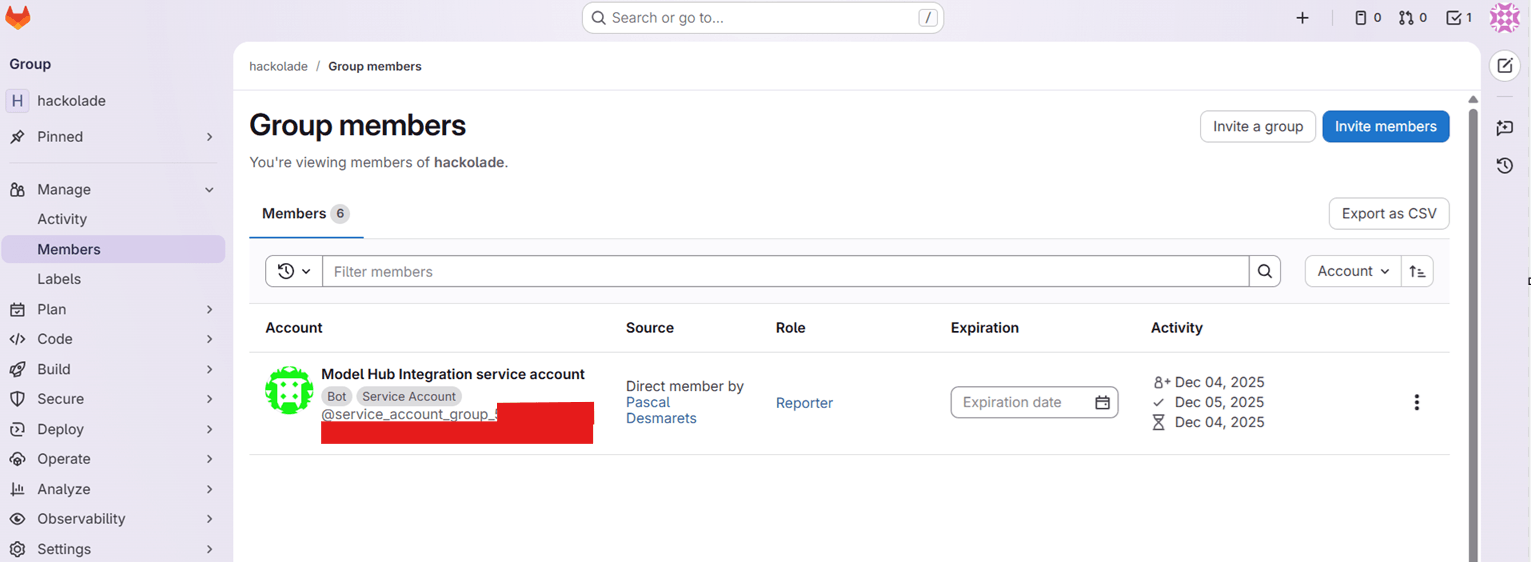 Search or go to...
/
0
0
1
Group
H hackolade
Pinned
Manage
Activity
Members
Labels
Plan
Code
Build
Secure
Deploy
Operate
Analyze
Observability
Settings
hackolade / Group members
Group members
Invite a group
Invite members
You're viewing members of hackolade.
Members 6
Export as CSV
Filter members
Account
Account Source Role Expiration Activity
Model Hub Integration service account
Bot Service Account
@service_account_group_
Direct member by
Pascal
Desmarets
Reporter
Expiration date
Dec 04, 2025
Dec 05, 2025
Dec 04, 2025